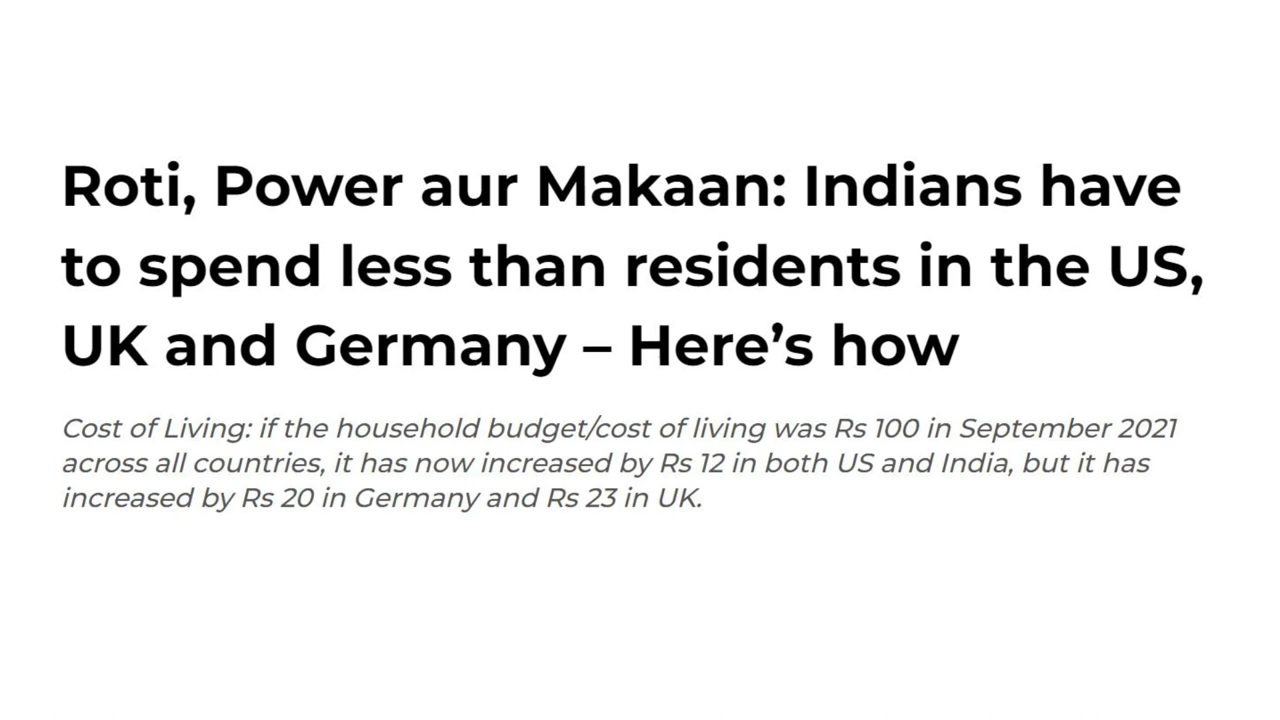 Roti, Power aur Makaan: Indians have
to spend less than residents in the US,
UK and Germany – Here’s how
Cost of Living: if the household budget/cost of living was Rs 100 in September 2021
across all countries, it has now increased by Rs 12 in both US and India, but it has
increased by Rs 20 in Germany and Rs 23 in UK.